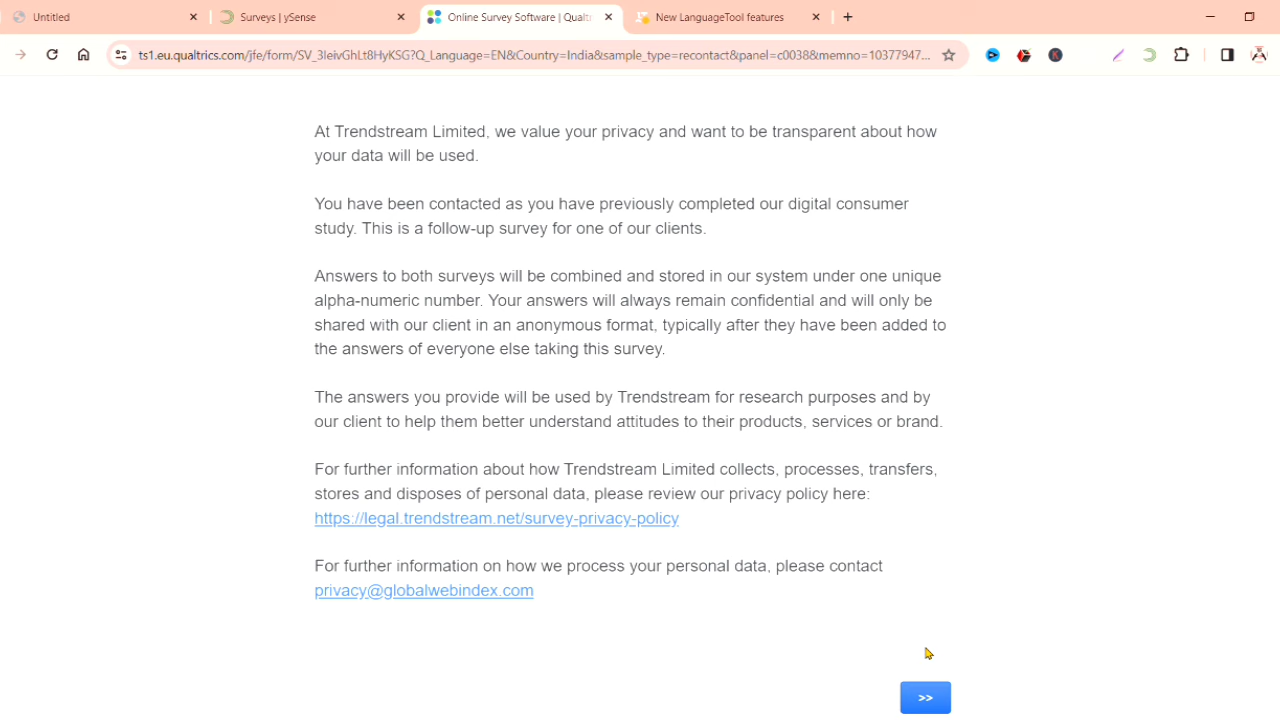 Untitled
Surveys | ySense
Online Survey Software | Qualtr
New LanguageTool features
ts1.eu.qualtrics.com/jfe/form/SV_3IeivGhLt8HyKSG?Q_Language=EN&Country=India&sample_type=recontact&panel=c0038&memno=10377947...
At Trendstream Limited, we value your privacy and want to be transparent about how
your data will be used.
You have been contacted as you have previously completed our digital consumer
study. This is a follow-up survey for one of our clients.
Answers to both surveys will be combined and stored in our system under one unique
alpha-numeric number. Your answers will always remain confidential and will only be
shared with our client in an anonymous format, typically after they have been added to
the answers of everyone else taking this survey.
The answers you provide will be used by Trendstream for research purposes and by
our client to help them better understand attitudes to their products, services or brand.
For further information about how Trendstream Limited collects, processes, transfers,
stores and disposes of personal data, please review our privacy policy here:
https://legal.trendstream.net/survey-privacy-policy
For further information on how we process your personal data, please contact
privacy@globalwebindex.com
>>